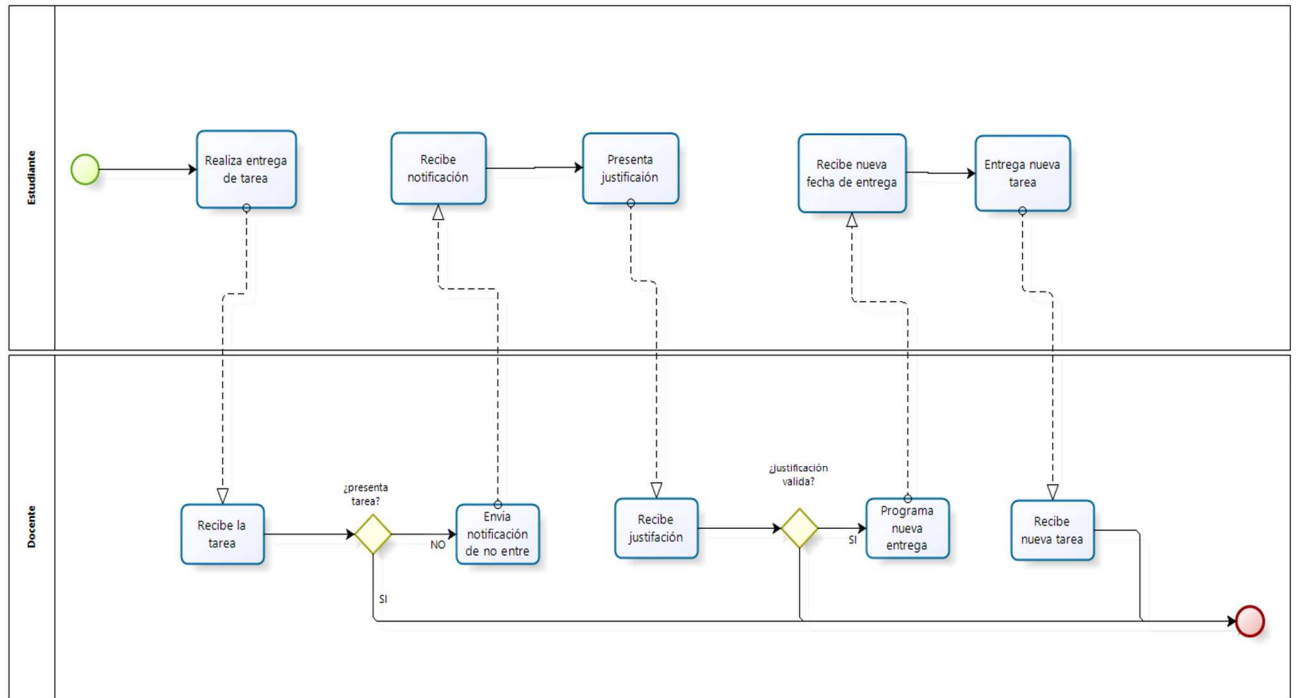 Estudiante
Realiza entrega
de tarea
Recibe
notificación
Presenta
justificaión
Recibe nueva
fecha de entrega
Entrega nueva
tarea
Docente
Recibe la
tarea
¿presenta
tarea?
NO
SI
Envia
notificación
de no entre
Recibe
justifación
¿justificación
valida?
SI
Programa
nueva
entrega
Recibe
nueva tarea